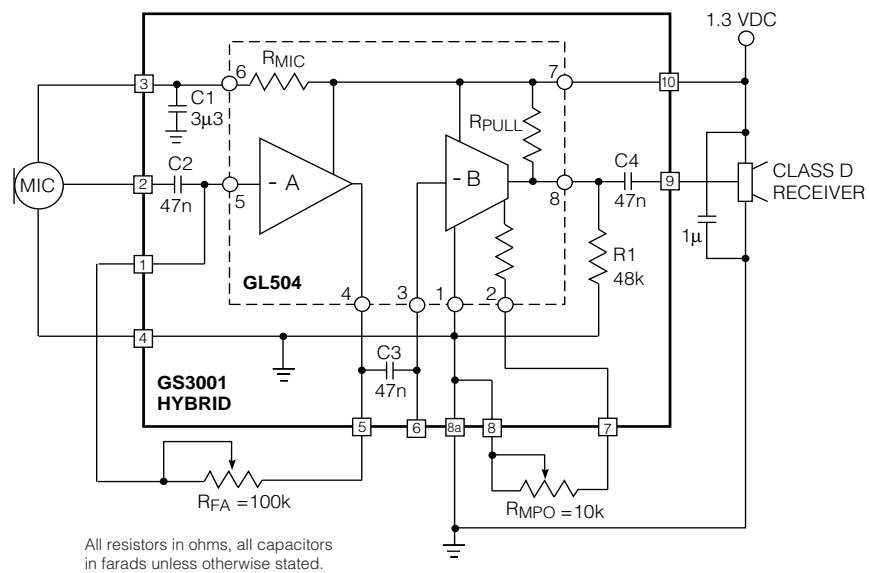 1.3 VDC
3
C1
3µ3
6
RMIC
7
10
RPULL
MIC
2
C2
47n
5
- A
- B
8
C4
47n
9
CLASS D
RECEIVER
1µ
1
GL504
4
3
1
2
R1
48k
4
GS3001
HYBRID
C3
47n
5
6
8a
8
7
RFA =100k
RMPO =10k
All resistors in ohms, all capacitors
in farads unless otherwise stated.